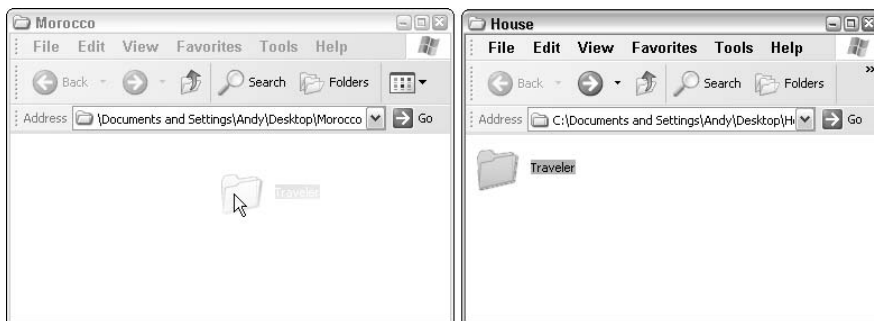 Morocco
File Edit View Favorites Tools Help
Back Search Folders
Address \Documents and Settings\Andy\Desktop\Morocco Go
Traveler
House
File Edit View Favorites Tools Help
Back Search Folders »
Address C:\Documents and Settings\Andy\Desktop\H Go
Traveler